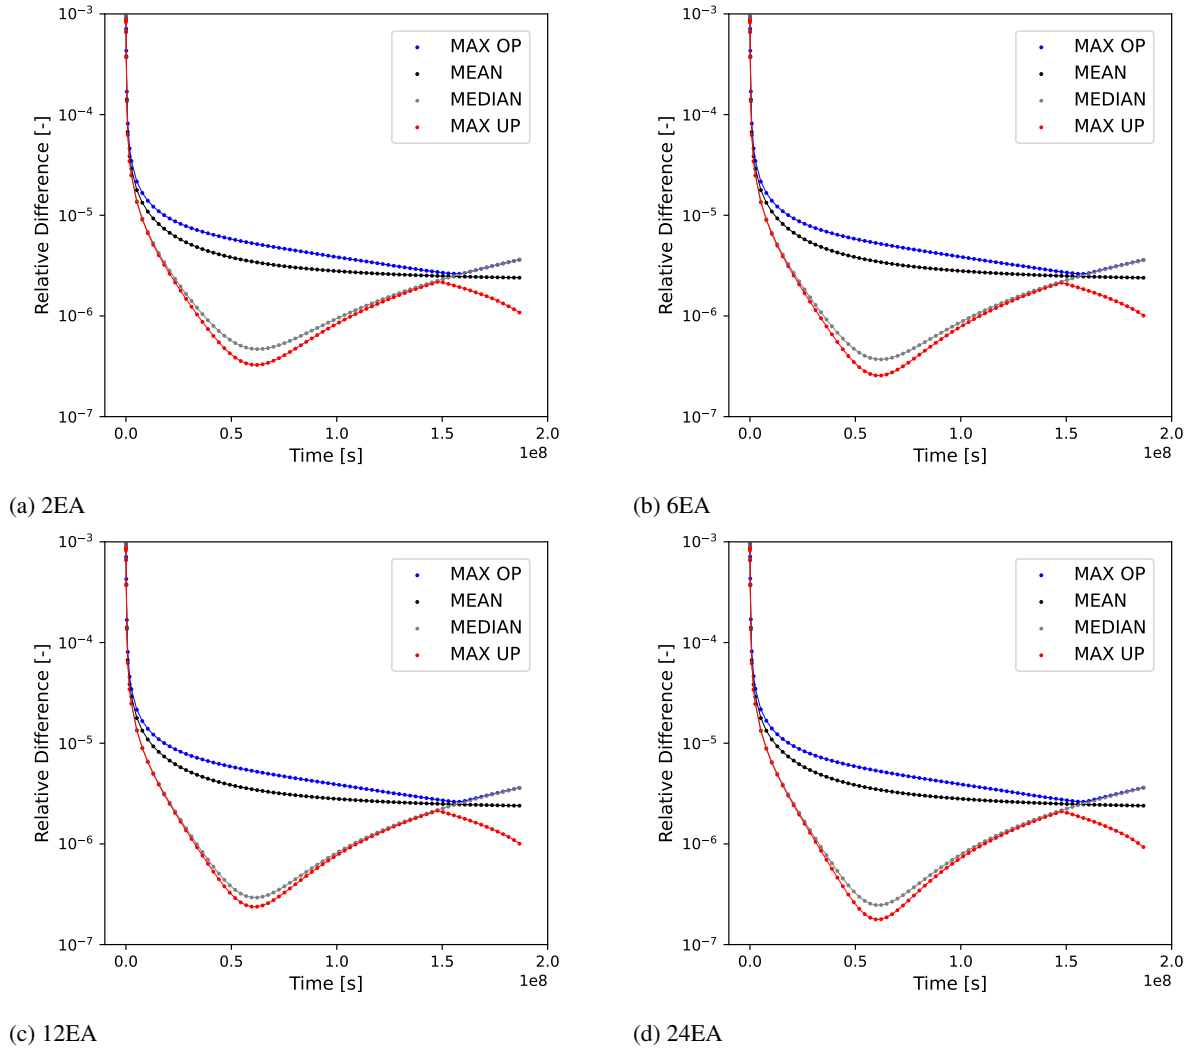 10⁻³
10⁻⁴
10⁻⁵
10⁻⁶
10⁻⁷
Relative Difference [-]
MAX OP
MEAN
MEDIAN
MAX UP
0.0 0.5 1.0 1.5 2.0
1e8
Time [s]
(a) 2EA
10⁻³
10⁻⁴
10⁻⁵
10⁻⁶
10⁻⁷
Relative Difference [-]
MAX OP
MEAN
MEDIAN
MAX UP
0.0 0.5 1.0 1.5 2.0
1e8
Time [s]
(b) 6EA
10⁻³
10⁻⁴
10⁻⁵
10⁻⁶
10⁻⁷
Relative Difference [-]
MAX OP
MEAN
MEDIAN
MAX UP
0.0 0.5 1.0 1.5 2.0
1e8
Time [s]
(c) 12EA
10⁻³
10⁻⁴
10⁻⁵
10⁻⁶
10⁻⁷
Relative Difference [-]
MAX OP
MEAN
MEDIAN
MAX UP
0.0 0.5 1.0 1.5 2.0
1e8
Time [s]
(d) 24EA